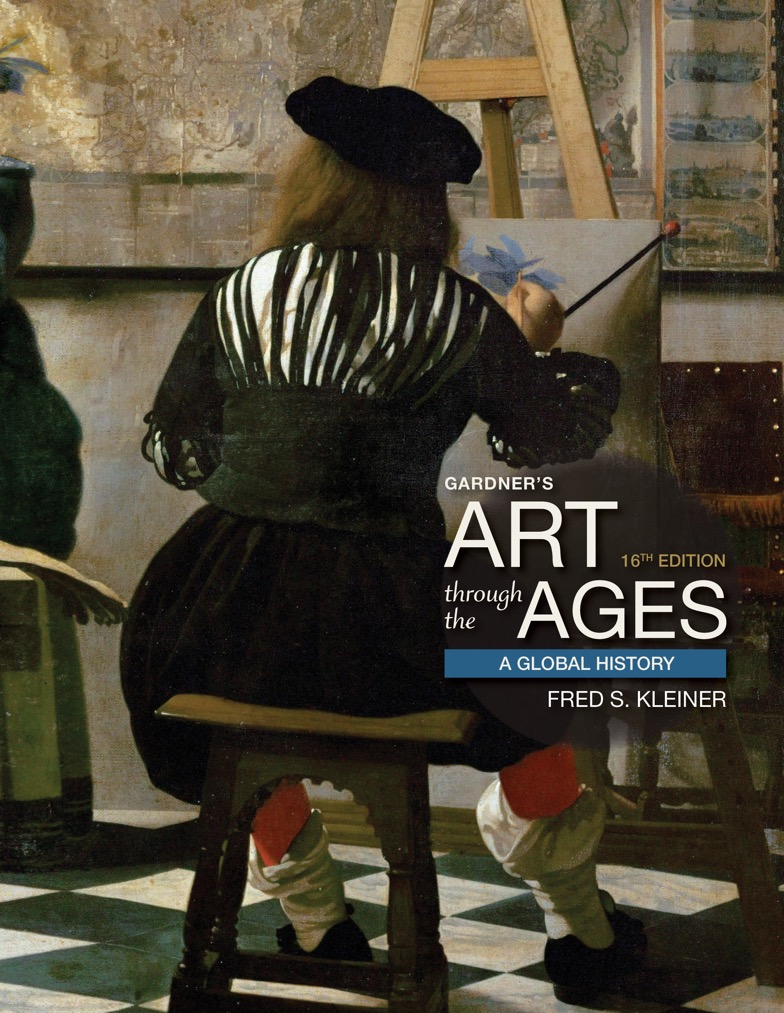 GARDNER'S
ART
16TH EDITION
through
the
AGES
A GLOBAL HISTORY
FRED S. KLEINER